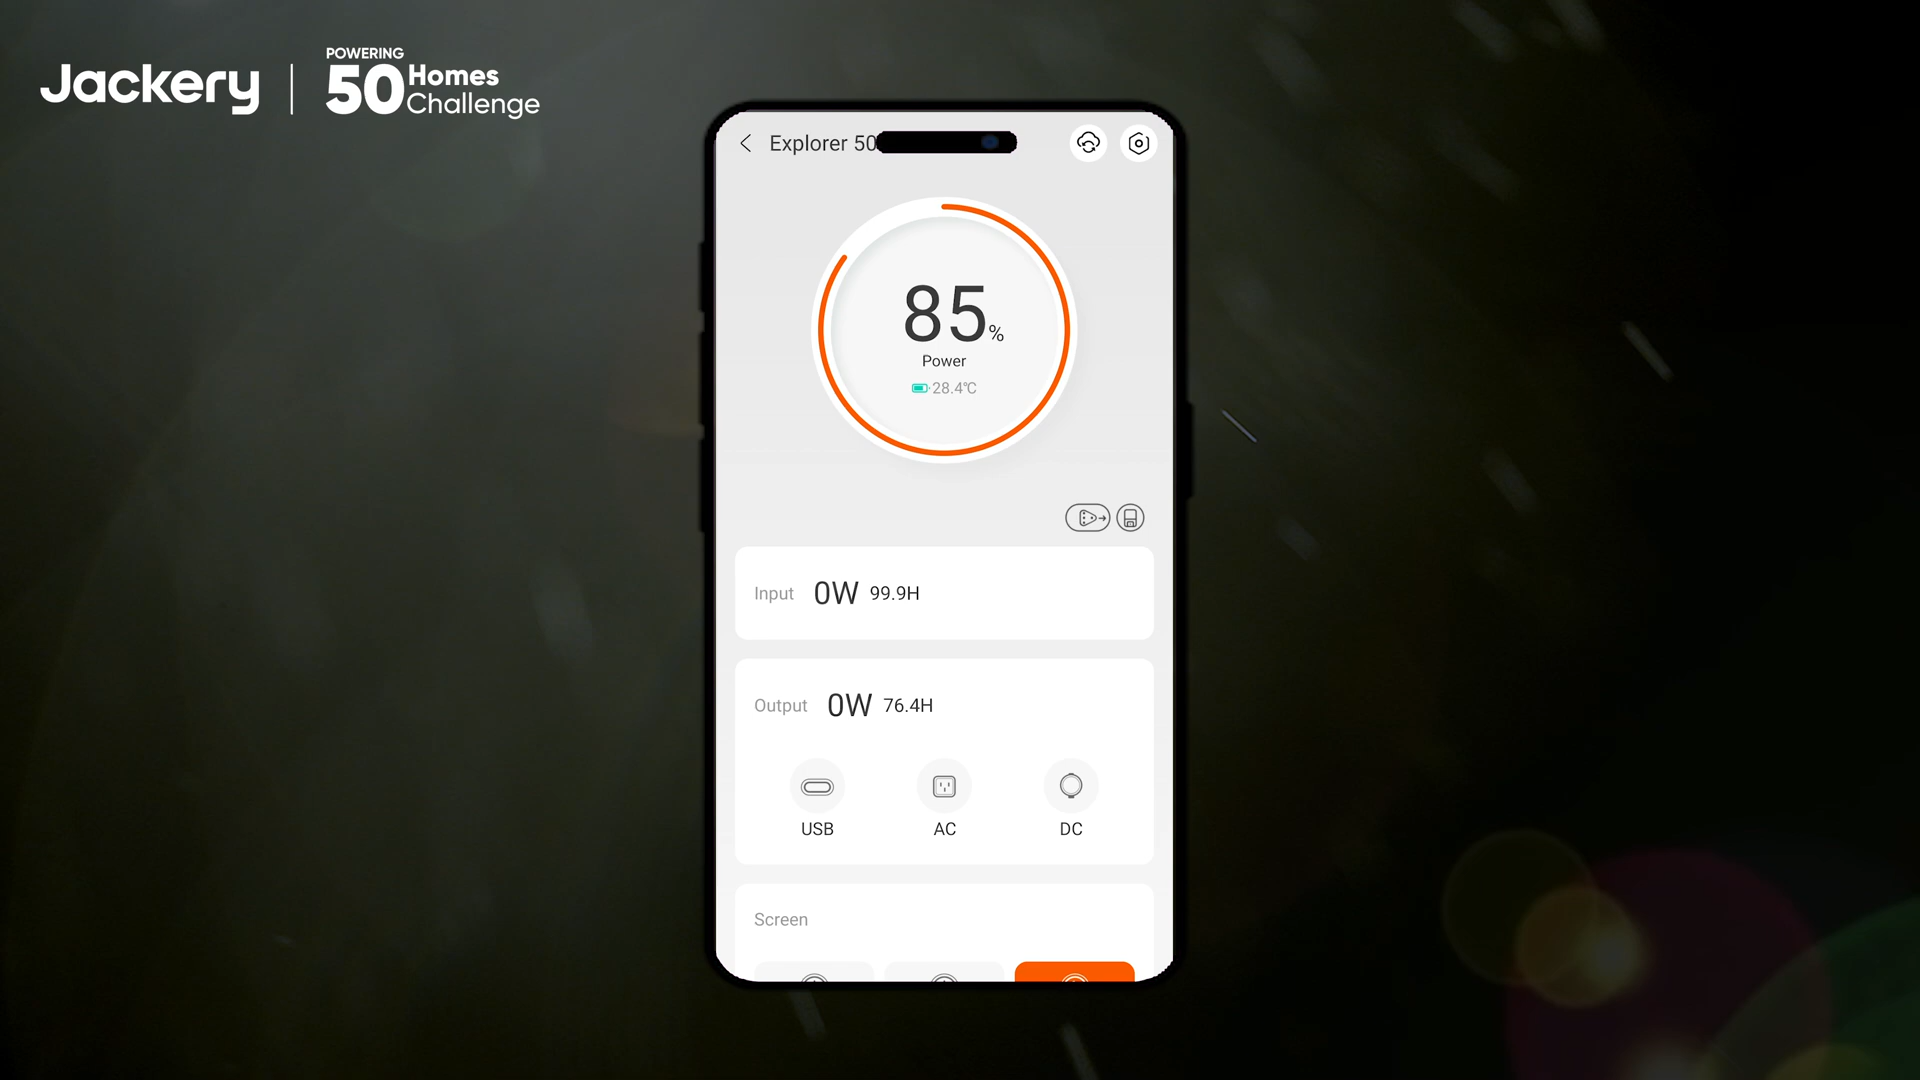 Jackery
POWERING
50 Homes
Challenge
Explorer 50
85%
Power
28.4℃
Input 0W 99.9H
Output 0W 76.4H
USB AC DC
Screen